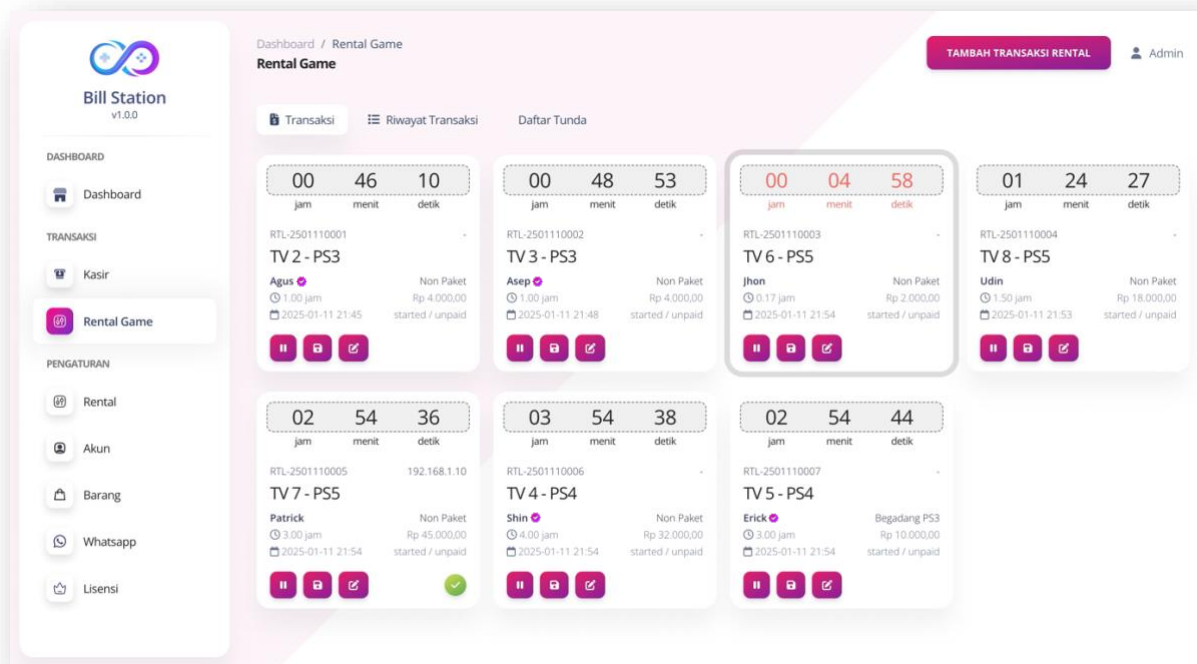 Bill Station
v1.0.0
DASHBOARD
Dashboard
TRANSAKSI
Kasir
Rental Game
PENGATURAN
Rental
Akun
Barang
Whatsapp
Lisensi
Dashboard / Rental Game
Rental Game
TAMBAH TRANSAKSI RENTAL
Admin
Transaksi
Riwayat Transaksi
Daftar Tunda
00 46 10
jam menit detik
RTL-2501110001 -
TV 2 - PS3
Agus Non Paket
1.00 jam Rp 4.000,00
2025-01-11 21:45 started / unpaid
00 48 53
jam menit detik
RTL-2501110002 -
TV 3 - PS3
Asep Non Paket
1.00 jam Rp 4.000,00
2025-01-11 21:48 started / unpaid
00 04 58
jam menit detik
RTL-2501110003 -
TV 6 - PS5
Jhon Non Paket
0.17 jam Rp 2.000,00
2025-01-11 21:54 started / unpaid
01 24 27
jam menit detik
RTL-2501110004 -
TV 8 - PS5
Udin Non Paket
1.50 jam Rp 18.000,00
2025-01-11 21:53 started / unpaid
02 54 36
jam menit detik
RTL-2501110005 192.168.1.10
TV 7 - PS5
Patrick Non Paket
3.00 jam Rp 45.000,00
2025-01-11 21:54 started / unpaid
03 54 38
jam menit detik
RTL-2501110006 -
TV 4 - PS4
Shin Non Paket
4.00 jam Rp 32.000,00
2025-01-11 21:54 started / unpaid
02 54 44
jam menit detik
RTL-2501110007 -
TV 5 - PS4
Erick Begadang PS3
3.00 jam Rp 10.000,00
2025-01-11 21:54 started / unpaid